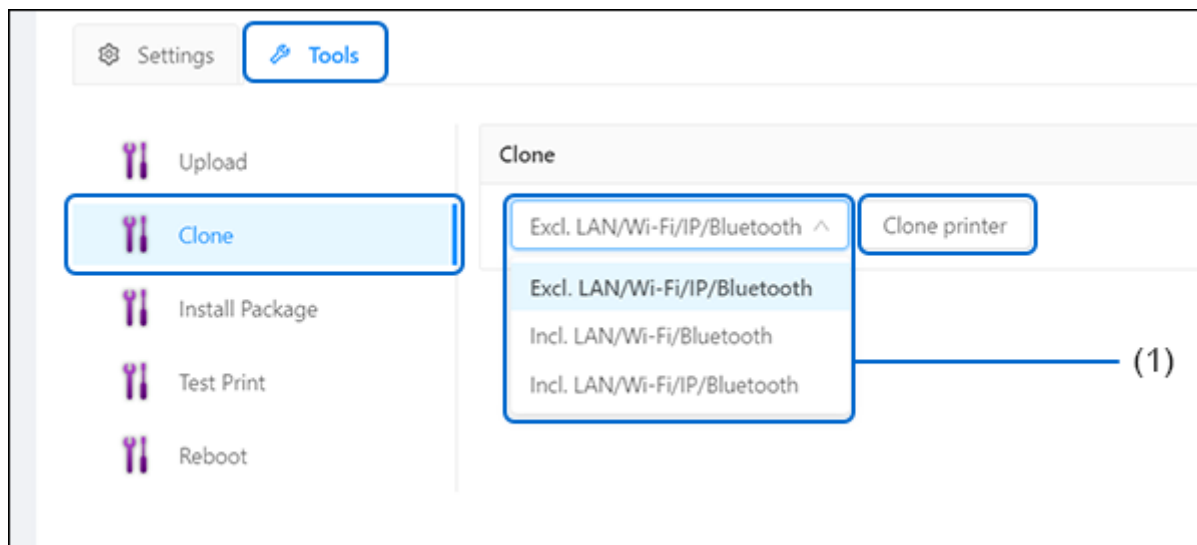 Settings
Tools
Upload
Clone
Install Package
Test Print
Reboot
Clone
Excl. LAN/Wi-Fi/IP/Bluetooth
Clone printer
Excl. LAN/Wi-Fi/IP/Bluetooth
Incl. LAN/Wi-Fi/Bluetooth
Incl. LAN/Wi-Fi/IP/Bluetooth
(1)